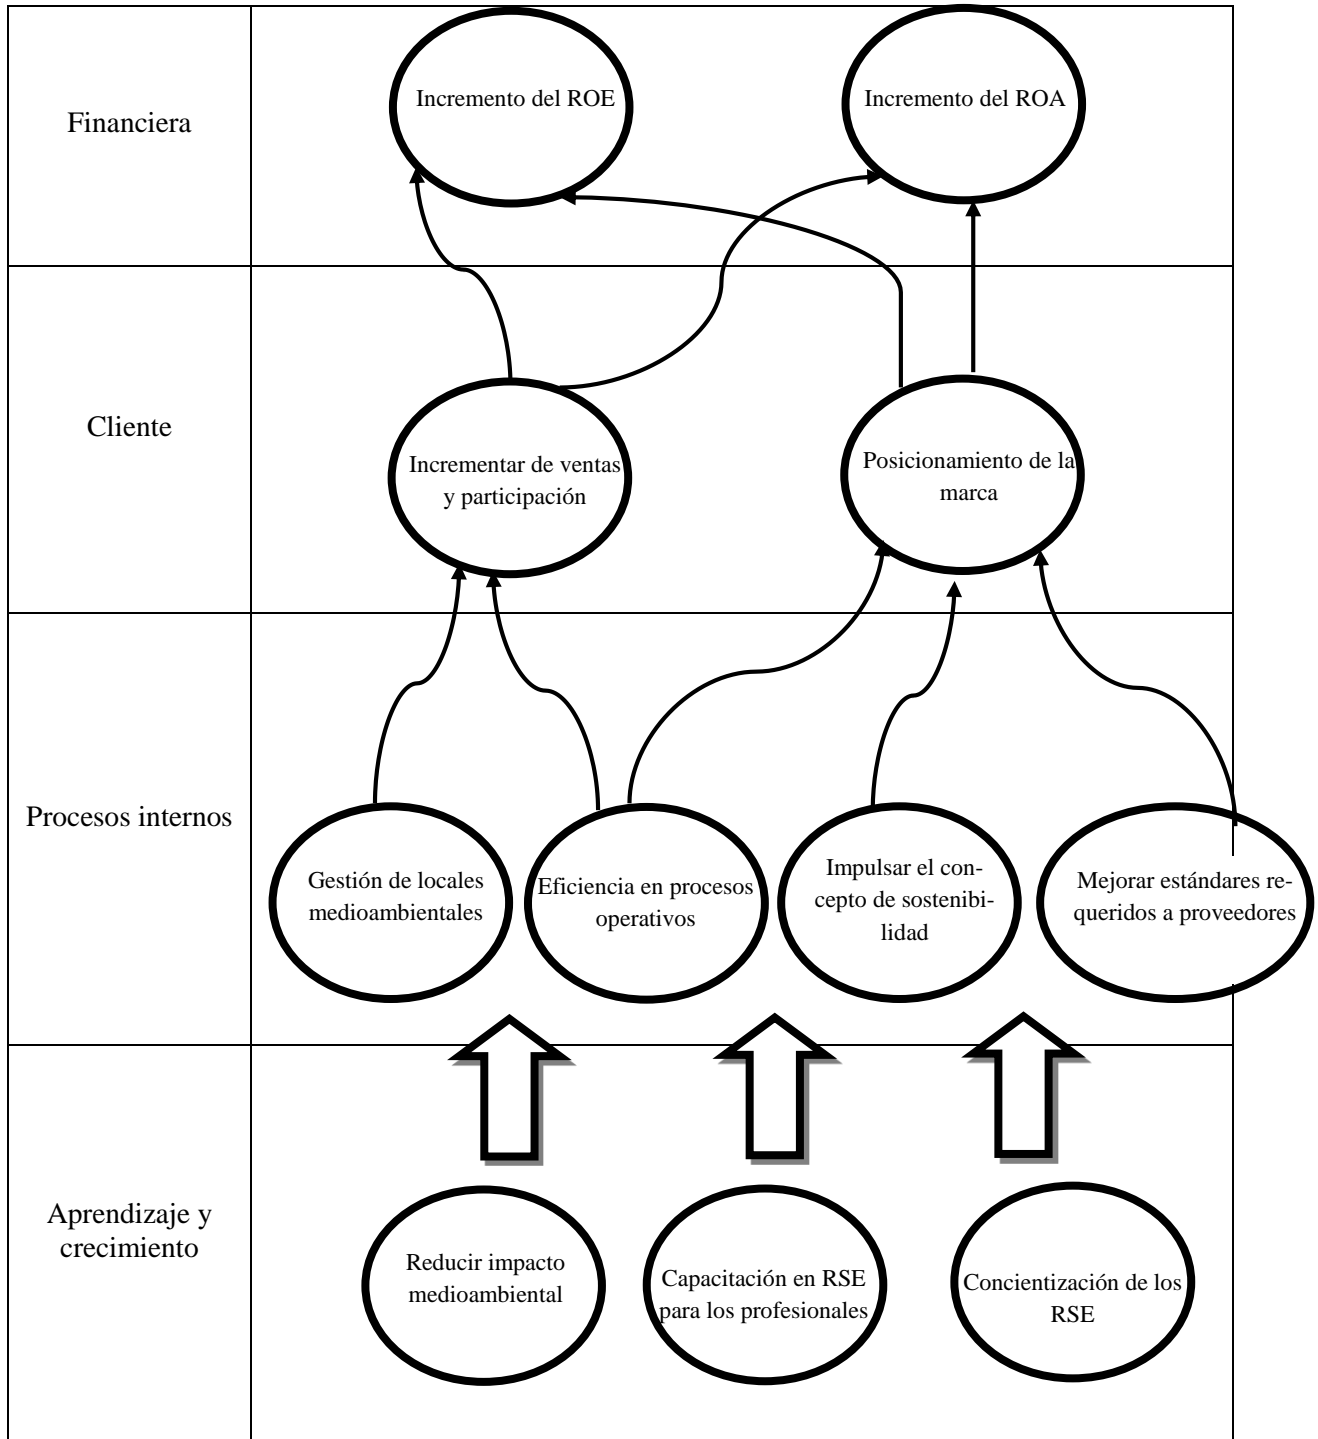 Financiera
Incremento del ROE
Incremento del ROA
Cliente
Incrementar de ventas
y participación
Posicionamiento de la
marca
Procesos internos
Gestión de locales
medioambientales
Eficiencia en procesos
operativos
Impulsar el con-
cepto de sostenibi-
lidad
Mejorar estándares re-
queridos a proveedores
Aprendizaje y
crecimiento
Reducir impacto
medioambiental
Capacitación en RSE
para los profesionales
Concientización de los
RSE